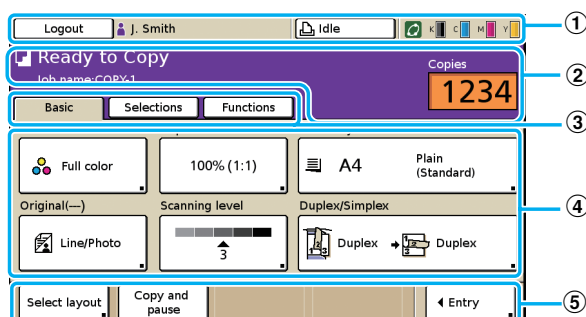 Logout
J. Smith
Idle
K C M Y
1
Ready to Copy
Job name:COPY-1
Copies
1234
2
Basic
Selections
Functions
3
Full color
100% (1:1)
A4
Plain
(Standard)
Original(---)
Scanning level
Duplex/Simplex
4
Line/Photo
3
Duplex
Duplex
Select layout
Copy and
pause
Entry
5